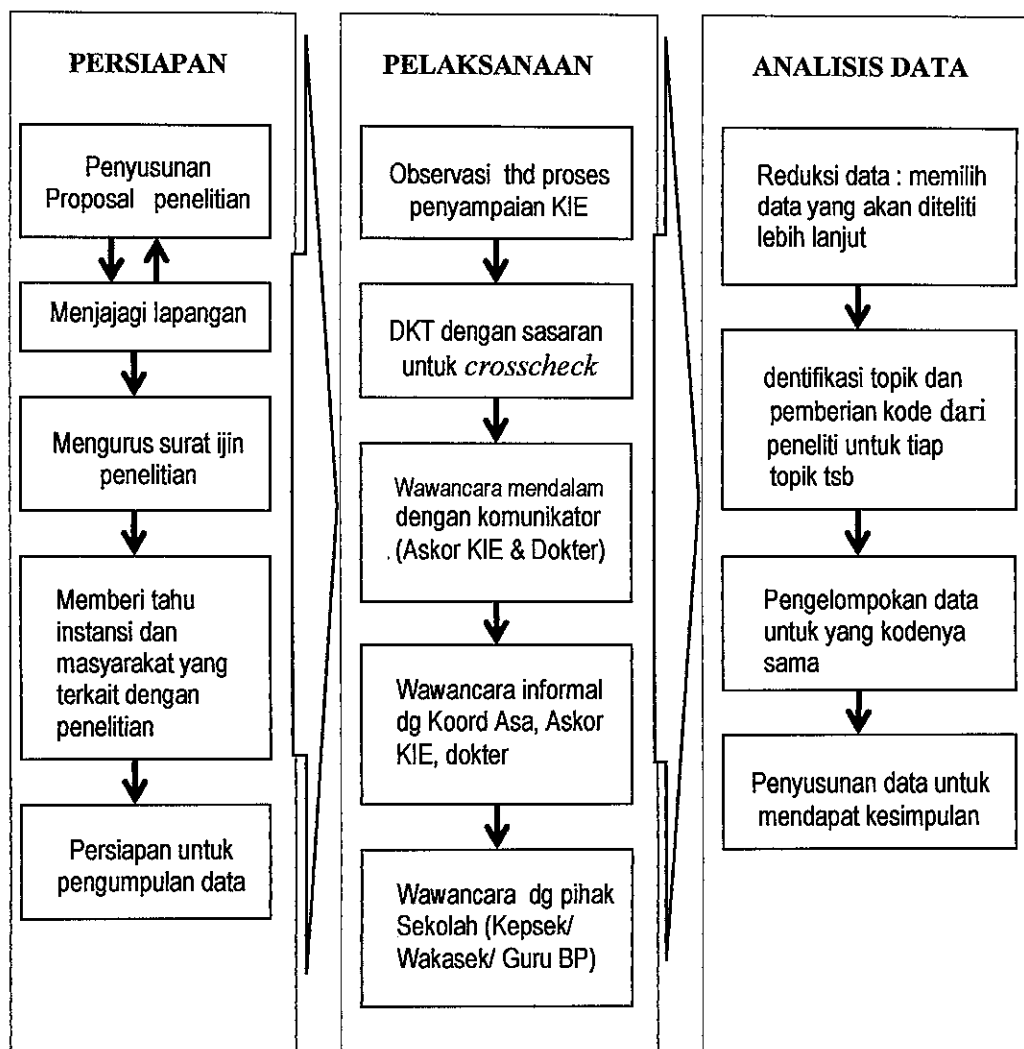 PERSIAPAN
Penyusunan
Proposal penelitian
Menjajagi lapangan
Mengurus surat ijin
penelitian
Memberi tahu
instansi dan
masyarakat yang
terkait dengan
penelitian
Persiapan untuk
pengumpulan data
PELAKSANAAN
Observasi thd proses
penyampaian KIE
DKT dengan sasaran
untuk crosscheck
Wawancara mendalam
dengan komunikator
(Askor KIE & Dokter)
Wawancara informal
dg Koord Asa, Askor
KIE, dokter
Wawancara dg pihak
Sekolah (Kepsek/
Wakasek/ Guru BP)
ANALISIS DATA
Reduksi data : memilih
data yang akan diteliti
lebih lanjut
dentifikasi topik dan
pemberian kode dari
peneliti untuk tiap
topik tsb
Pengelompokan data
untuk yang kodenya
sama
Penyusunan data untuk
mendapat kesimpulan